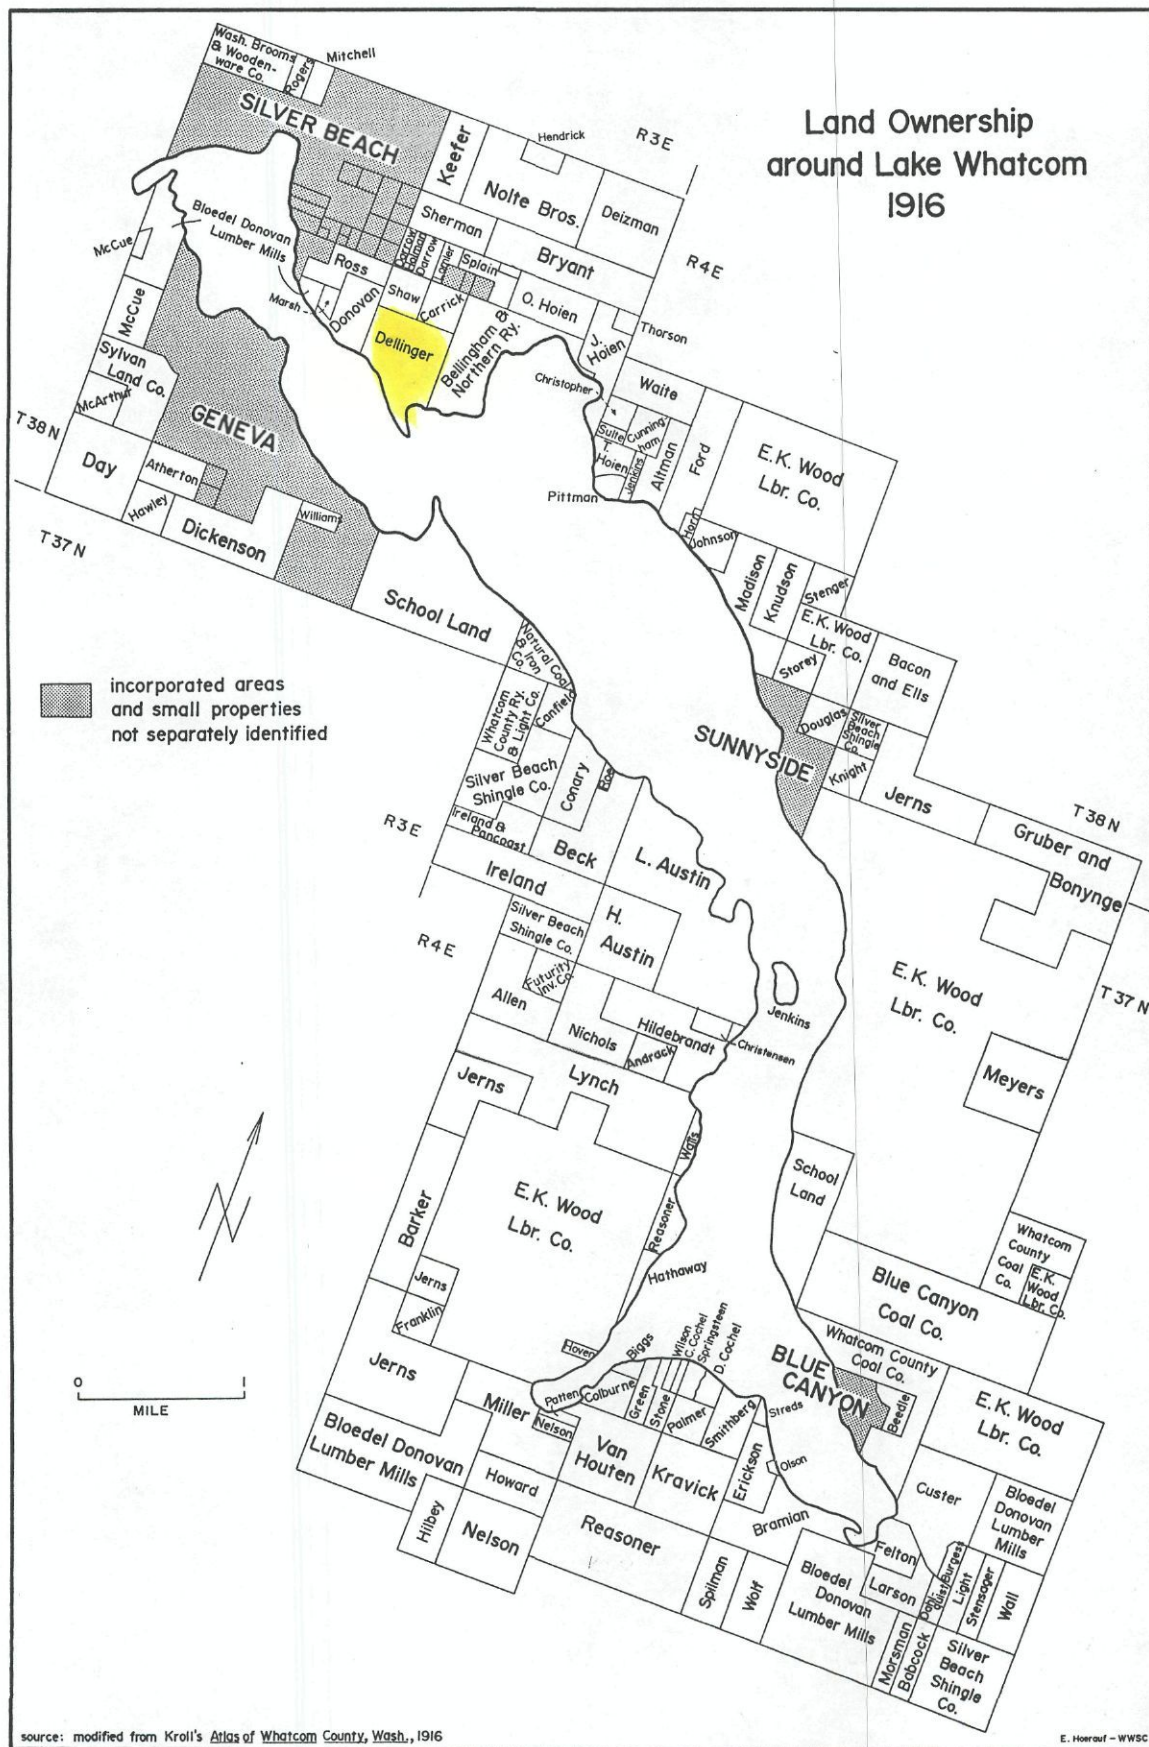 Land Ownership
around Lake Whatcom
1916
Wash. Brooms
& Wooden-
ware Co.
Rogers
Mitchell
SILVER BEACH
Keefer
Hendrick
R3E
Nolte Bros.
Deizman
R4E
Bloedel Donovan
Lumber Mills
McCue
Sherman
Bryant
Darrow
Holman
Darrow
Lamier
Splain
Ross
Marsh
Donovan
Shaw
Carrick
O. Hoien
Dellinger
Bellingham &
Northern Ry.
J.
Hoien
Thorson
McCue
Sylvan
Land Co.
McArthur
GENEVA
T 38 N
Day
Atherton
Hawley
Dickenson
Williams
T 37 N
School Land
Christopher
Waite
Suite
Cunning-
ham
T.
Hoien
Jenkins
Altman
Ford
Pittman
E.K. Wood
Lbr. Co.
Horn
Johnson
Madison
Knudson
Stenger
E.K. Wood
Lbr. Co.
Storey
Bacon
and Ells
incorporated areas
and small properties
not separately identified
Natural Coal
& Iron
Co.
Whatcom
County Ry.
& Light Co.
Canfield
SUNNYSIDE
Douglas
Silver
Beach
Shingle
Co.
Knight
Jerns
Silver Beach
Shingle Co.
Conary
Roe
Ireland &
Pancoast
Beck
L. Austin
R3E
Ireland
T 38 N
Gruber and
Bonynge
Silver Beach
Shingle Co.
H.
Austin
R4E
Futurity
Inv. Co.
Allen
Nichols
Hildebrandt
Andrack
Christensen
Jenkins
E.K. Wood
Lbr. Co.
T 37 N
Meyers
Jerns
Lynch
Walls
School
Land
Barker
E.K. Wood
Lbr. Co.
Reasoner
Hathaway
Jerns
Franklin
Whatcom
County
Coal
Co.
E.K.
Wood
Lbr. Co.
Blue Canyon
Coal Co.
0 1
MILE
Jerns
Hoven
Biggs
Wilson
C. Cochel
Springsteen
D. Cochel
BLUE
CANYON
Whatcom County
Coal Co.
Beedle
E.K. Wood
Lbr. Co.
Patten
Calburne
Green
Stone
Palmer
Smithberg
Streds
Miller
Nelson
Van
Houten
Kravick
Erickson
Olson
Bloedel Donovan
Lumber Mills
Howard
Hilbey
Nelson
Reasoner
Bramian
Custer
Bloedel
Donovan
Lumber
Mills
Felton
Larson
Spilman
Wolf
Bloedel
Donovan
Lumber Mills
Dahl-
quist
Burgess
Light
Stensager
Wall
Morsman
Babcock
Silver
Beach
Shingle
Co.
source: modified from Kroll's Atlas of Whatcom County, Wash., 1916
E. Hoerauf – WWSC